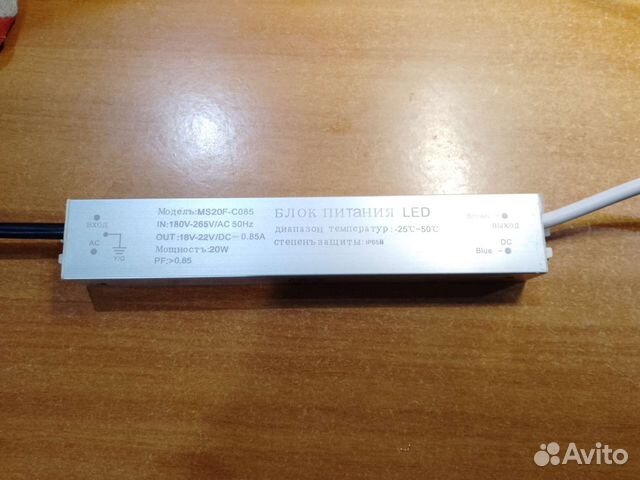 ВХОД
AC
Y/G
Модель:MS20F-C085
IN:180V-265V/AC 50Hz
OUT:18V-22V/DC-0.85A
Мощность:20W
PF:>0.85
БЛОК ПИТАНИЯ LED
диапазон температур:-25℃-50℃
степень защиты:
Brown
ВЫХОД
DC
Blue
Avito